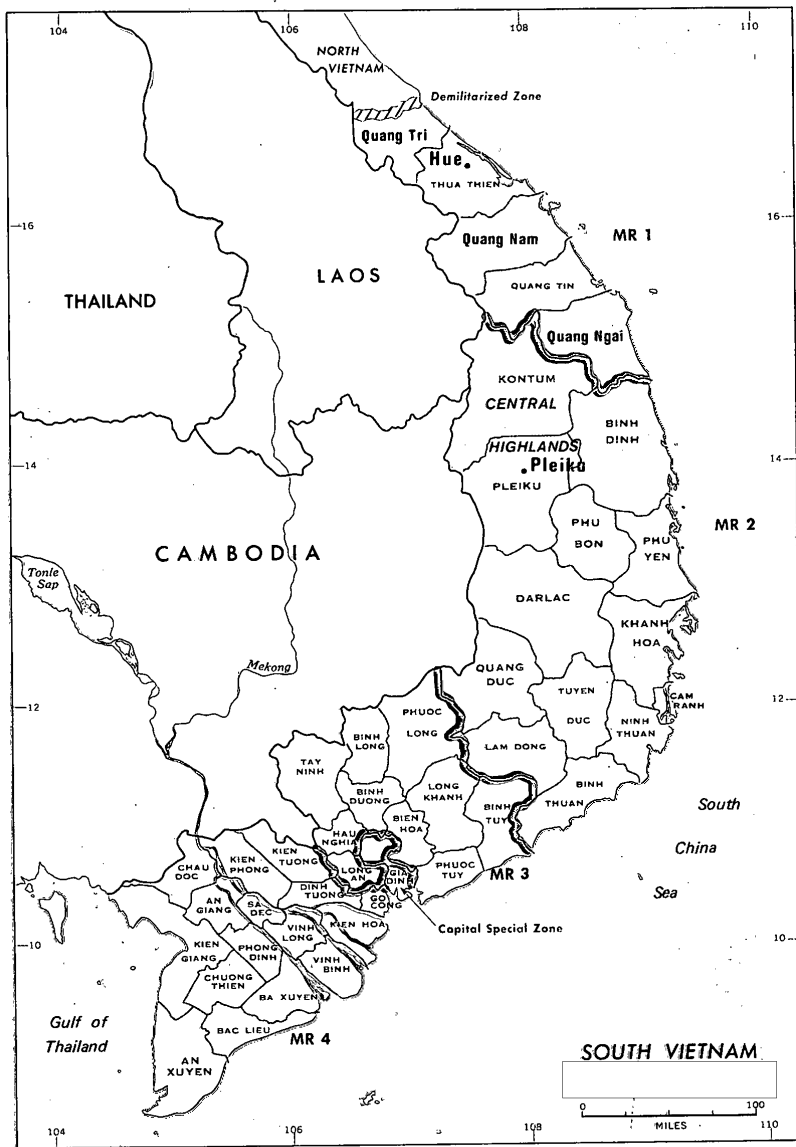 104
106
108
110
NORTH
VIETNAM
Demilitarized Zone
Quang Tri
Hue
THUA THIEN
16
16
Quang Nam
MR 1
LAOS
QUANG TIN
THAILAND
Quang Ngai
KONTUM
CENTRAL
BINH
DINH
HIGHLANDS
14
Pleiku
14
PLEIKU
PHU
BON
MR 2
PHU
YEN
CAMBODIA
Tonle
Sap
DARLAC
KHANH
HOA
Mekong
QUANG
DUC
TUYEN
DUC
CAM
RANH
12
12
PHUOC
LONG
NINH
THUAN
BINH
LONG
LAM DONG
TAY
NINH
BINH
DUONG
LONG
KHANH
BINH
THUAN
BINH
TUY
BIEN
HOA
South
China
Sea
HAU
NGHIA
KIEN
TUONG
KIEN
PHONG
CHAU
DOC
LONG
AN
GIA
DINH
PHUOC
TUY
MR 3
DINH
TUONG
GO
CONG
AN
GIANG
SA
DEC
Capital Special Zone
KIEN HOA
VINH
LONG
10
10
KIEN
GIANG
PHONG
DINH
VINH
BINH
CHUONG
THIEN
BA XUYEN
Gulf of
Thailand
BAC LIEU
MR 4
AN
XUYEN
SOUTH VIETNAM
0
100
MILES
104
106
108
110